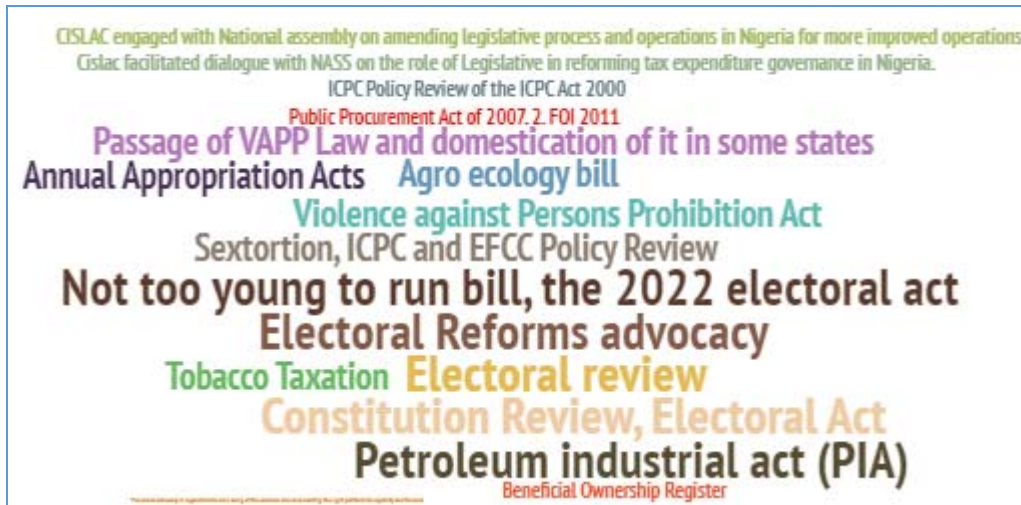 CISLAC engaged with National assembly on amending legislative process and operations in Nigeria for more improved operations
Cislac facilitated dialogue with NASS on the role of Legislative in reforming tax expenditure governance in Nigeria.
ICPC Policy Review of the ICPC Act 2000
Public Procurement Act of 2007. 2. FOI 2011
Passage of VAPP Law and domestication of it in some states
Annual Appropriation Acts Agro ecology bill
Violence against Persons Prohibition Act
Sextortion, ICPC and EFCC Policy Review
Not too young to run bill, the 2022 electoral act
Electoral Reforms advocacy
Tobacco Taxation Electoral review
Constitution Review, Electoral Act
Petroleum industrial act (PIA)
Beneficial Ownership Register